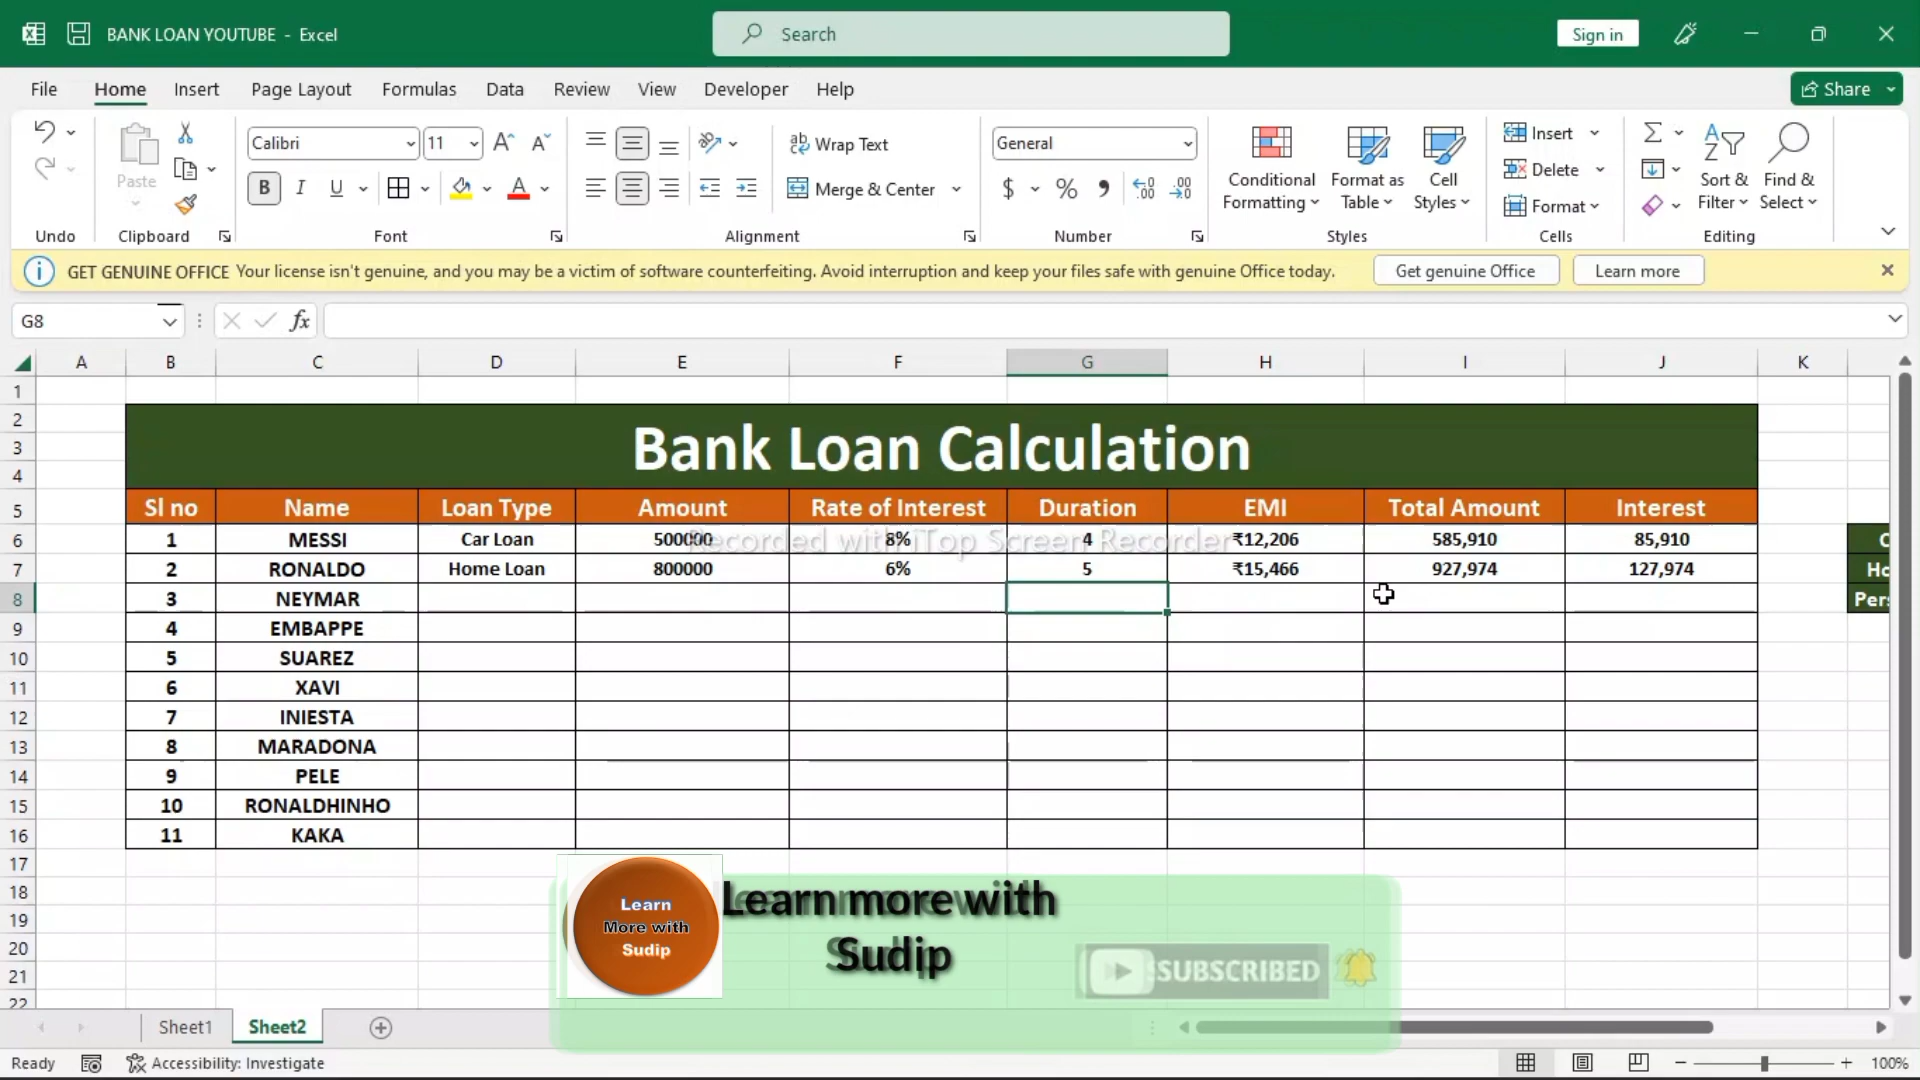 BANK LOAN YOUTUBE - Excel
Search
Sign in
File Home Insert Page Layout Formulas Data Review View Developer Help
Share
Paste
Calibri 11
B I U
Wrap Text
Merge & Center
General
$ % 9
Conditional Formatting
Format as Table
Cell Styles
Insert
Delete
Format
Sort & Filter
Find & Select
Undo Clipboard Font Alignment Number Styles Cells Editing
GET GENUINE OFFICE Your license isn't genuine, and you may be a victim of software counterfeiting. Avoid interruption and keep your files safe with genuine Office today. Get genuine Office Learn more
G8 fx
A B C D E F G H I J K
1
2
3
4
Bank Loan Calculation
5 Sl no Name Loan Type Amount Rate of Interest Duration EMI Total Amount Interest
6 1 MESSI Car Loan 500000 8% 4 ₹12,206 585,910 85,910 C
Recorded with iTop Screen Recorder
7 2 RONALDO Home Loan 800000 6% 5 ₹15,466 927,974 127,974 Ho
8 3 NEYMAR Pers
9 4 EMBAPPE
10 5 SUAREZ
11 6 XAVI
12 7 INIESTA
13 8 MARADONA
14 9 PELE
15 10 RONALDHINHO
16 11 KAKA
17
18
19
20
21
22
Learn
More with
Sudip
Learn more with
Sudip
SUBSCRIBED
Sheet1 Sheet2
Ready Accessibility: Investigate 100%